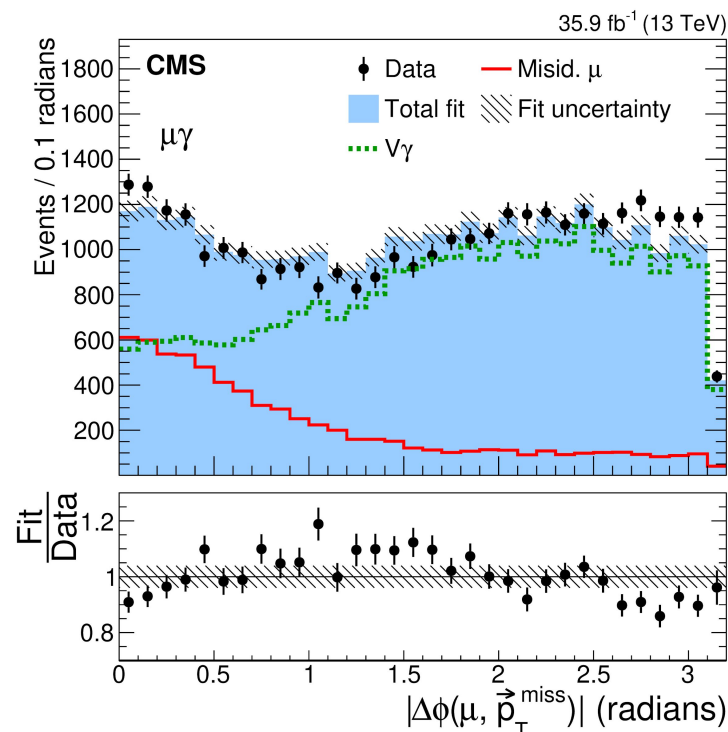 35.9 fb⁻¹ (13 TeV)
CMS
Data
Misid. μ
Total fit
Fit uncertainty
Vγ
μγ
Events / 0.1 radians
1800
1600
1400
1200
1000
800
600
400
200
Fit
Data
1.2
1
0.8
0 0.5 1 1.5 2 2.5 3
|Δϕ(μ, p⃗_T^miss)| (radians)